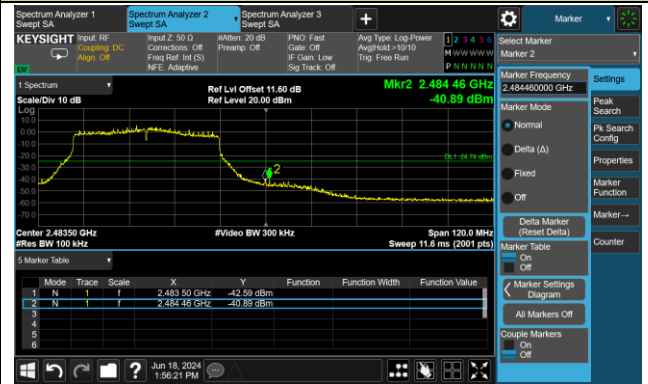 Spectrum Analyzer 1
Swept SA
Spectrum Analyzer 2
Swept SA
Spectrum Analyzer 3
Swept SA
+
Marker
KEYSIGHT
Input: RF
Coupling: DC
Align: Off
Input Z: 50 Ω
Corrections: Off
Freq Ref: Int (S)
NFE: Adaptive
#Atten: 20 dB
Preamp: Off
PNO: Fast
Gate: Off
IF Gain: Low
Sig Track: Off
Avg Type: Log-Power
Avg|Hold:>10/10
Trig: Free Run
1 2 3 4 5 6
M W W W W W
P N N N N N
LNI
Select Marker
Marker 2
1 Spectrum
Scale/Div 10 dB
Log
Ref Lvl Offset 11.60 dB
Ref Level 20.00 dBm
Mkr2 2.484 46 GHz
-40.89 dBm
10.0
0.00
-10.0
-20.0
-30.0
-40.0
-50.0
-60.0
-70.0
DL1 -24.74 dBm
2
Center 2.48350 GHz
#Res BW 100 kHz
#Video BW 300 kHz
Span 120.0 MHz
Sweep 11.6 ms (2001 pts)
5 Marker Table
Mode Trace Scale X Y Function Function Width Function Value
1 N 1 f 2.483 50 GHz -42.59 dBm
2 N 1 f 2.484 46 GHz -40.89 dBm
3
4
5
6
Marker Frequency
2.484460000 GHz
Marker Mode
Normal
Delta (Δ)
Fixed
Off
Delta Marker
(Reset Delta)
Marker Table
On
Off
Marker Settings
Diagram
All Markers Off
Couple Markers
On
Off
Settings
Peak
Search
Pk Search
Config
Properties
Marker
Function
Marker→
Counter
?
Jun 18, 2024
1:56:21 PM